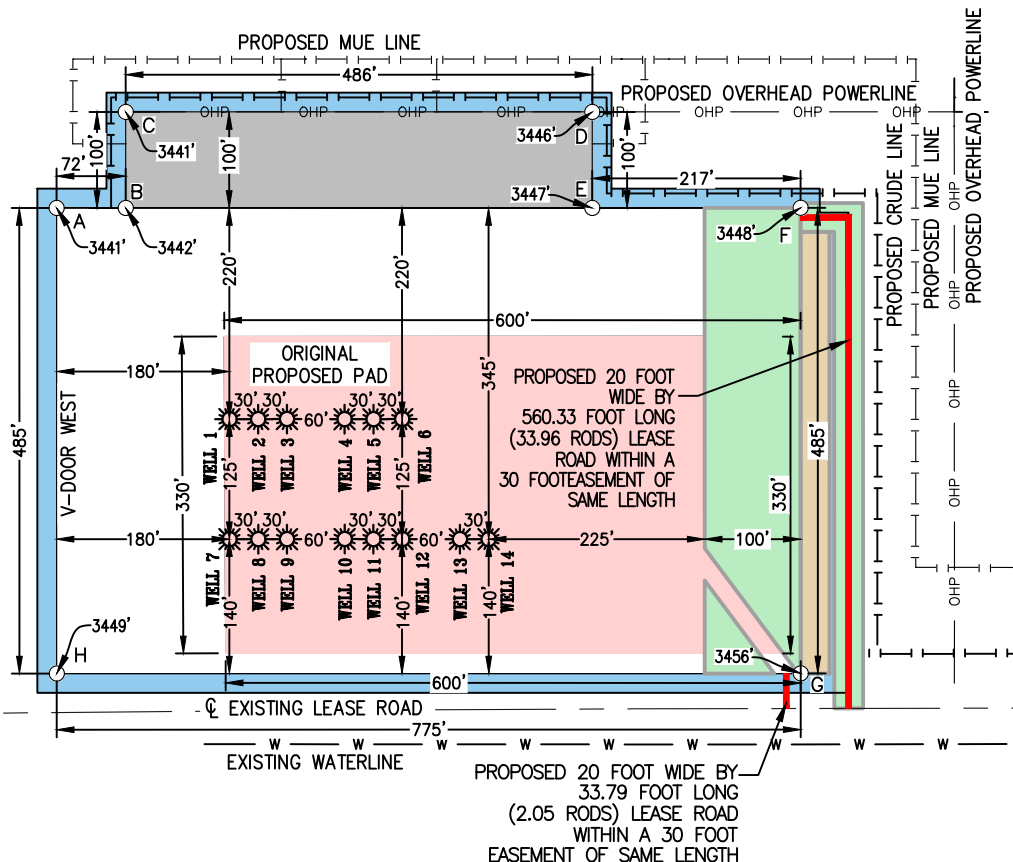 PROPOSED MUE LINE
486'
PROPOSED OVERHEAD POWERLINE
OHP OHP OHP OHP OHP OHP OHP
C
3441'
100'
100'
3446'
D
100'
72'
B
217'
E
3447'
A
3441'
3442'
3448'
F
PROPOSED CRUDE LINE
PROPOSED MUE LINE
PROPOSED OVERHEAD POWERLINE
OHP
OHP
OHP
OHP
OHP
220'
220'
345'
600'
ORIGINAL
PROPOSED PAD
180'
PROPOSED 20 FOOT
WIDE BY
560.33 FOOT LONG
(33.96 RODS) LEASE
ROAD WITHIN A
30 FOOTEASEMENT OF
SAME LENGTH
30' 30' 60' 30' 30'
WELL 1
WELL 2
WELL 3
WELL 4
WELL 5
WELL 6
485'
V-DOOR WEST
330'
125'
125'
330'
485'
180'
30' 30' 60' 30' 30' 60' 30'
225'
100'
WELL 7
WELL 8
WELL 9
WELL 10
WELL 11
WELL 12
WELL 13
WELL 14
140'
140'
140'
3449'
H
3456'
G
600'
℄ EXISTING LEASE ROAD
775'
W W W W W W W W W
EXISTING WATERLINE
PROPOSED 20 FOOT WIDE BY
33.79 FOOT LONG
(2.05 RODS) LEASE ROAD
WITHIN A 30 FOOT
EASEMENT OF SAME LENGTH